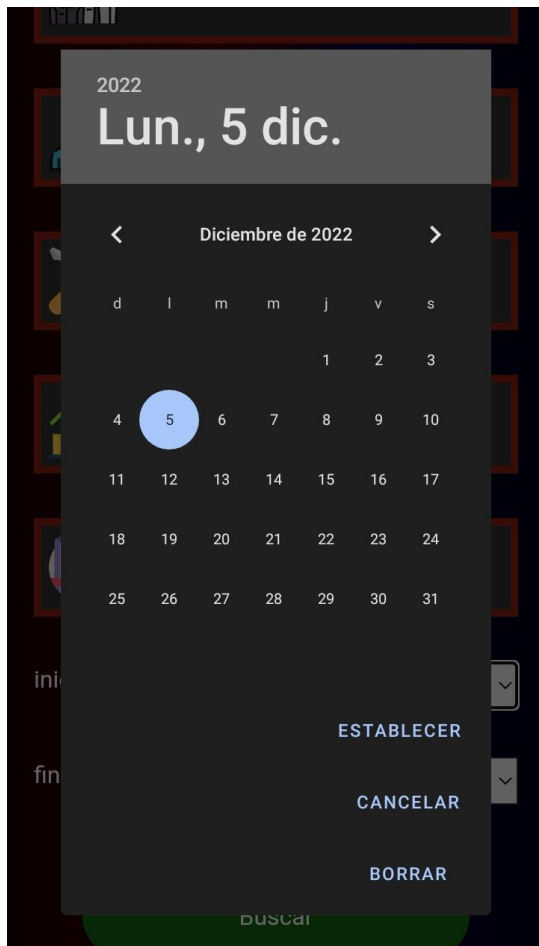 2022
Lun., 5 dic.
Diciembre de 2022
d l m m j v s
1 2 3
4 5 6 7 8 9 10
11 12 13 14 15 16 17
18 19 20 21 22 23 24
25 26 27 28 29 30 31
ini
ESTABLECER
fin
CANCELAR
BORRAR
Buscar